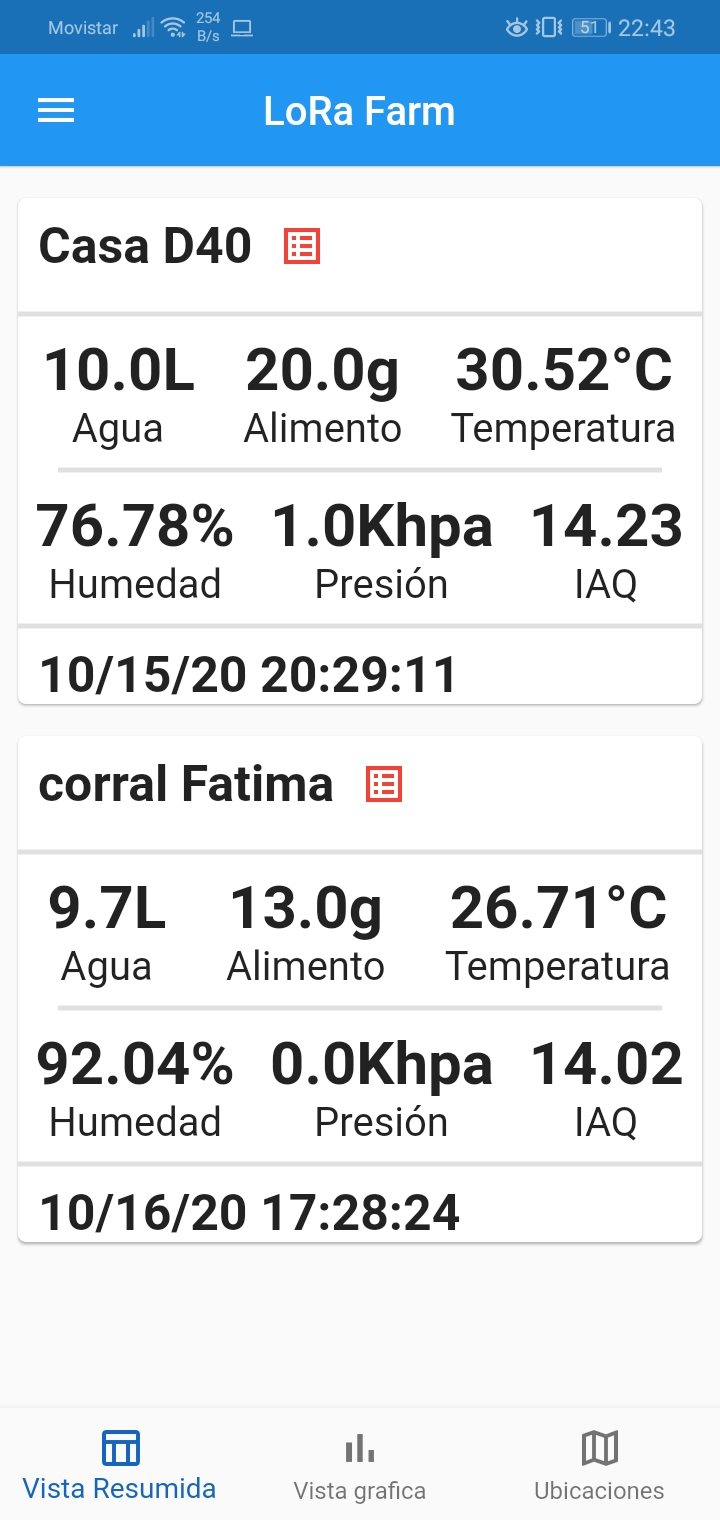 Movistar 254 B/s 51 22:43
LoRa Farm
Casa D40
10.0L 20.0g 30.52°C
Agua Alimento Temperatura
76.78% 1.0Khpa 14.23
Humedad Presión IAQ
10/15/20 20:29:11
corral Fatima
9.7L 13.0g 26.71°C
Agua Alimento Temperatura
92.04% 0.0Khpa 14.02
Humedad Presión IAQ
10/16/20 17:28:24
Vista Resumida Vista grafica Ubicaciones